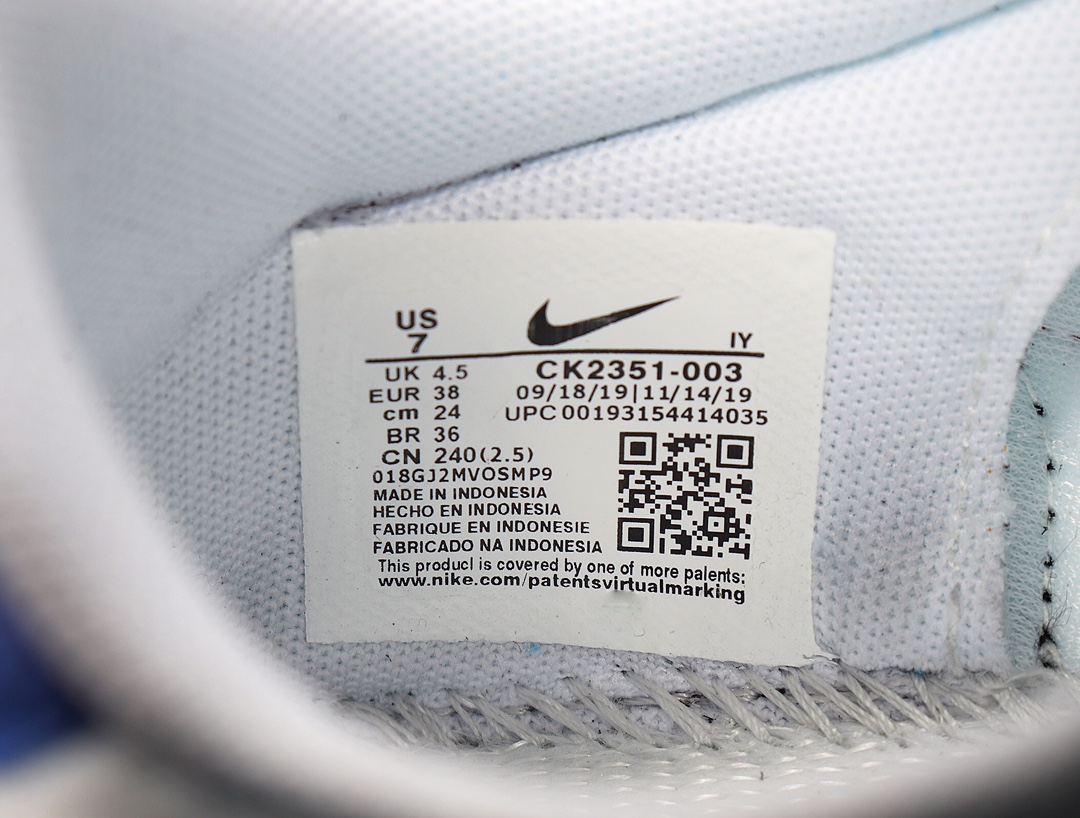 US
7
IY
UK 4.5
CK2351-003
EUR 38
09/18/19|11/14/19
cm 24
UPC 00193154414035
BR 36
CN 240(2.5)
018GJ2MVOSMP9
MADE IN INDONESIA
HECHO EN INDONESIA
FABRIQUE EN INDONESIE
FABRICADO NA INDONESIA
This producl is covered by one of more palents:
www.nike.com/patentsvirtualmarking